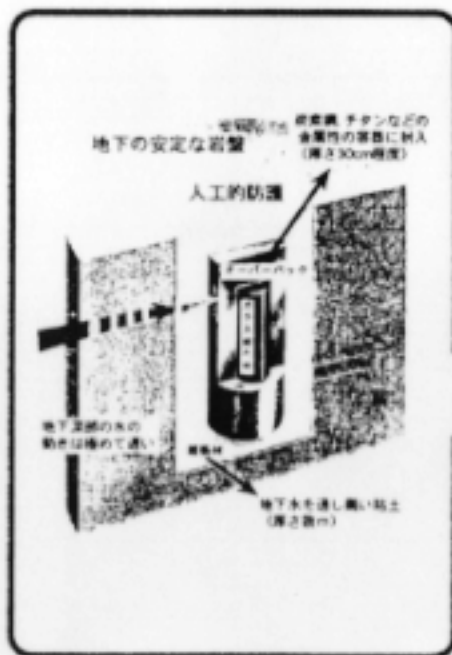 炭素鋼、チタンなどの
金属性の容器に封入
(厚さ30cm程度)
地下の安定な岩盤
人工的防護
オーバーパック
地下深部の水の
動きは極めて遅い
緩衝材
地下水を通し難い粘土
(厚さ数m)